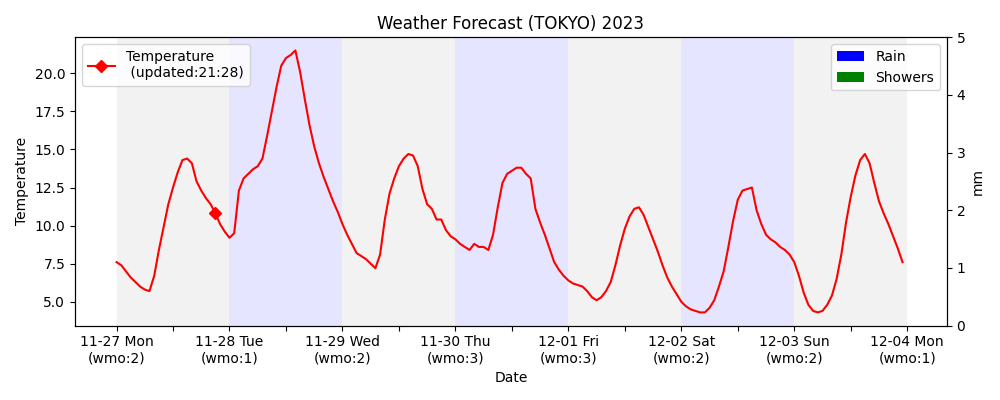 Weather Forecast (TOKYO) 2023
Temperature
(updated:21:28)
Rain
Showers
Temperature
20.0
17.5
15.0
12.5
10.0
7.5
5.0
5
4
3
2
1
0
mm
11-27 Mon
(wmo:2)
11-28 Tue
(wmo:1)
11-29 Wed
(wmo:2)
11-30 Thu
(wmo:3)
12-01 Fri
(wmo:3)
12-02 Sat
(wmo:2)
12-03 Sun
(wmo:2)
12-04 Mon
(wmo:1)
Date